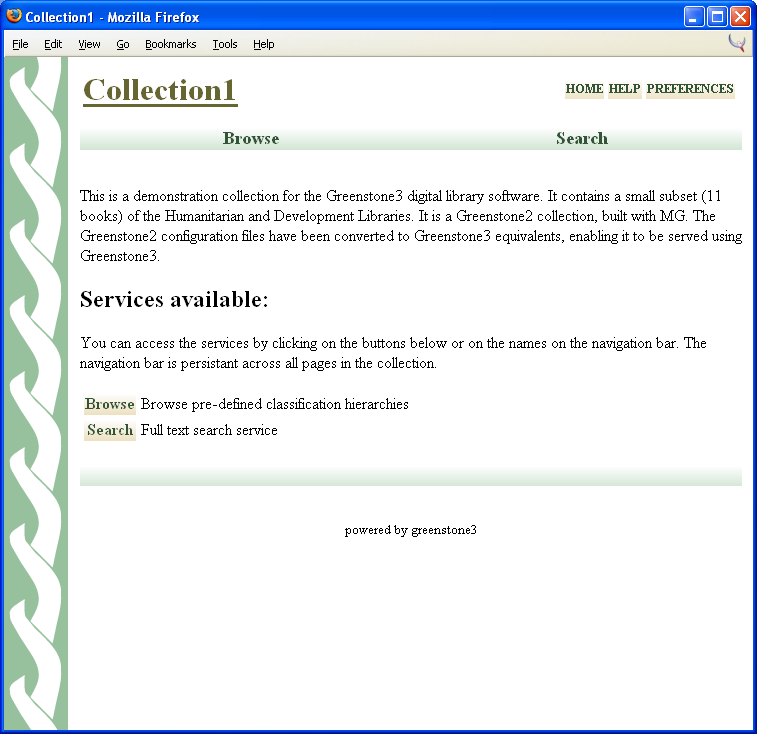 Collection1 - Mozilla Firefox
File Edit View Go Bookmarks Tools Help
Collection1
HOME HELP PREFERENCES
Browse Search
This is a demonstration collection for the Greenstone3 digital library software. It contains a small subset (11
books) of the Humanitarian and Development Libraries. It is a Greenstone2 collection, built with MG. The
Greenstone2 configuration files have been converted to Greenstone3 equivalents, enabling it to be served using
Greenstone3.
Services available:
You can access the services by clicking on the buttons below or on the names on the navigation bar. The
navigation bar is persistant across all pages in the collection.
Browse Browse pre-defined classification hierarchies
Search Full text search service
powered by greenstone3